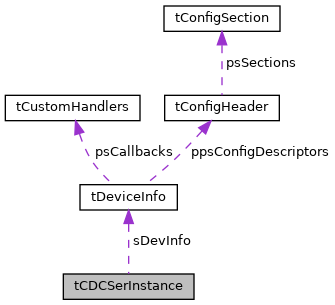 tConfigSection
psSections
tCustomHandlers
tConfigHeader
psCallbacks
ppsConfigDescriptors
tDeviceInfo
sDevInfo
tCDCSerInstance